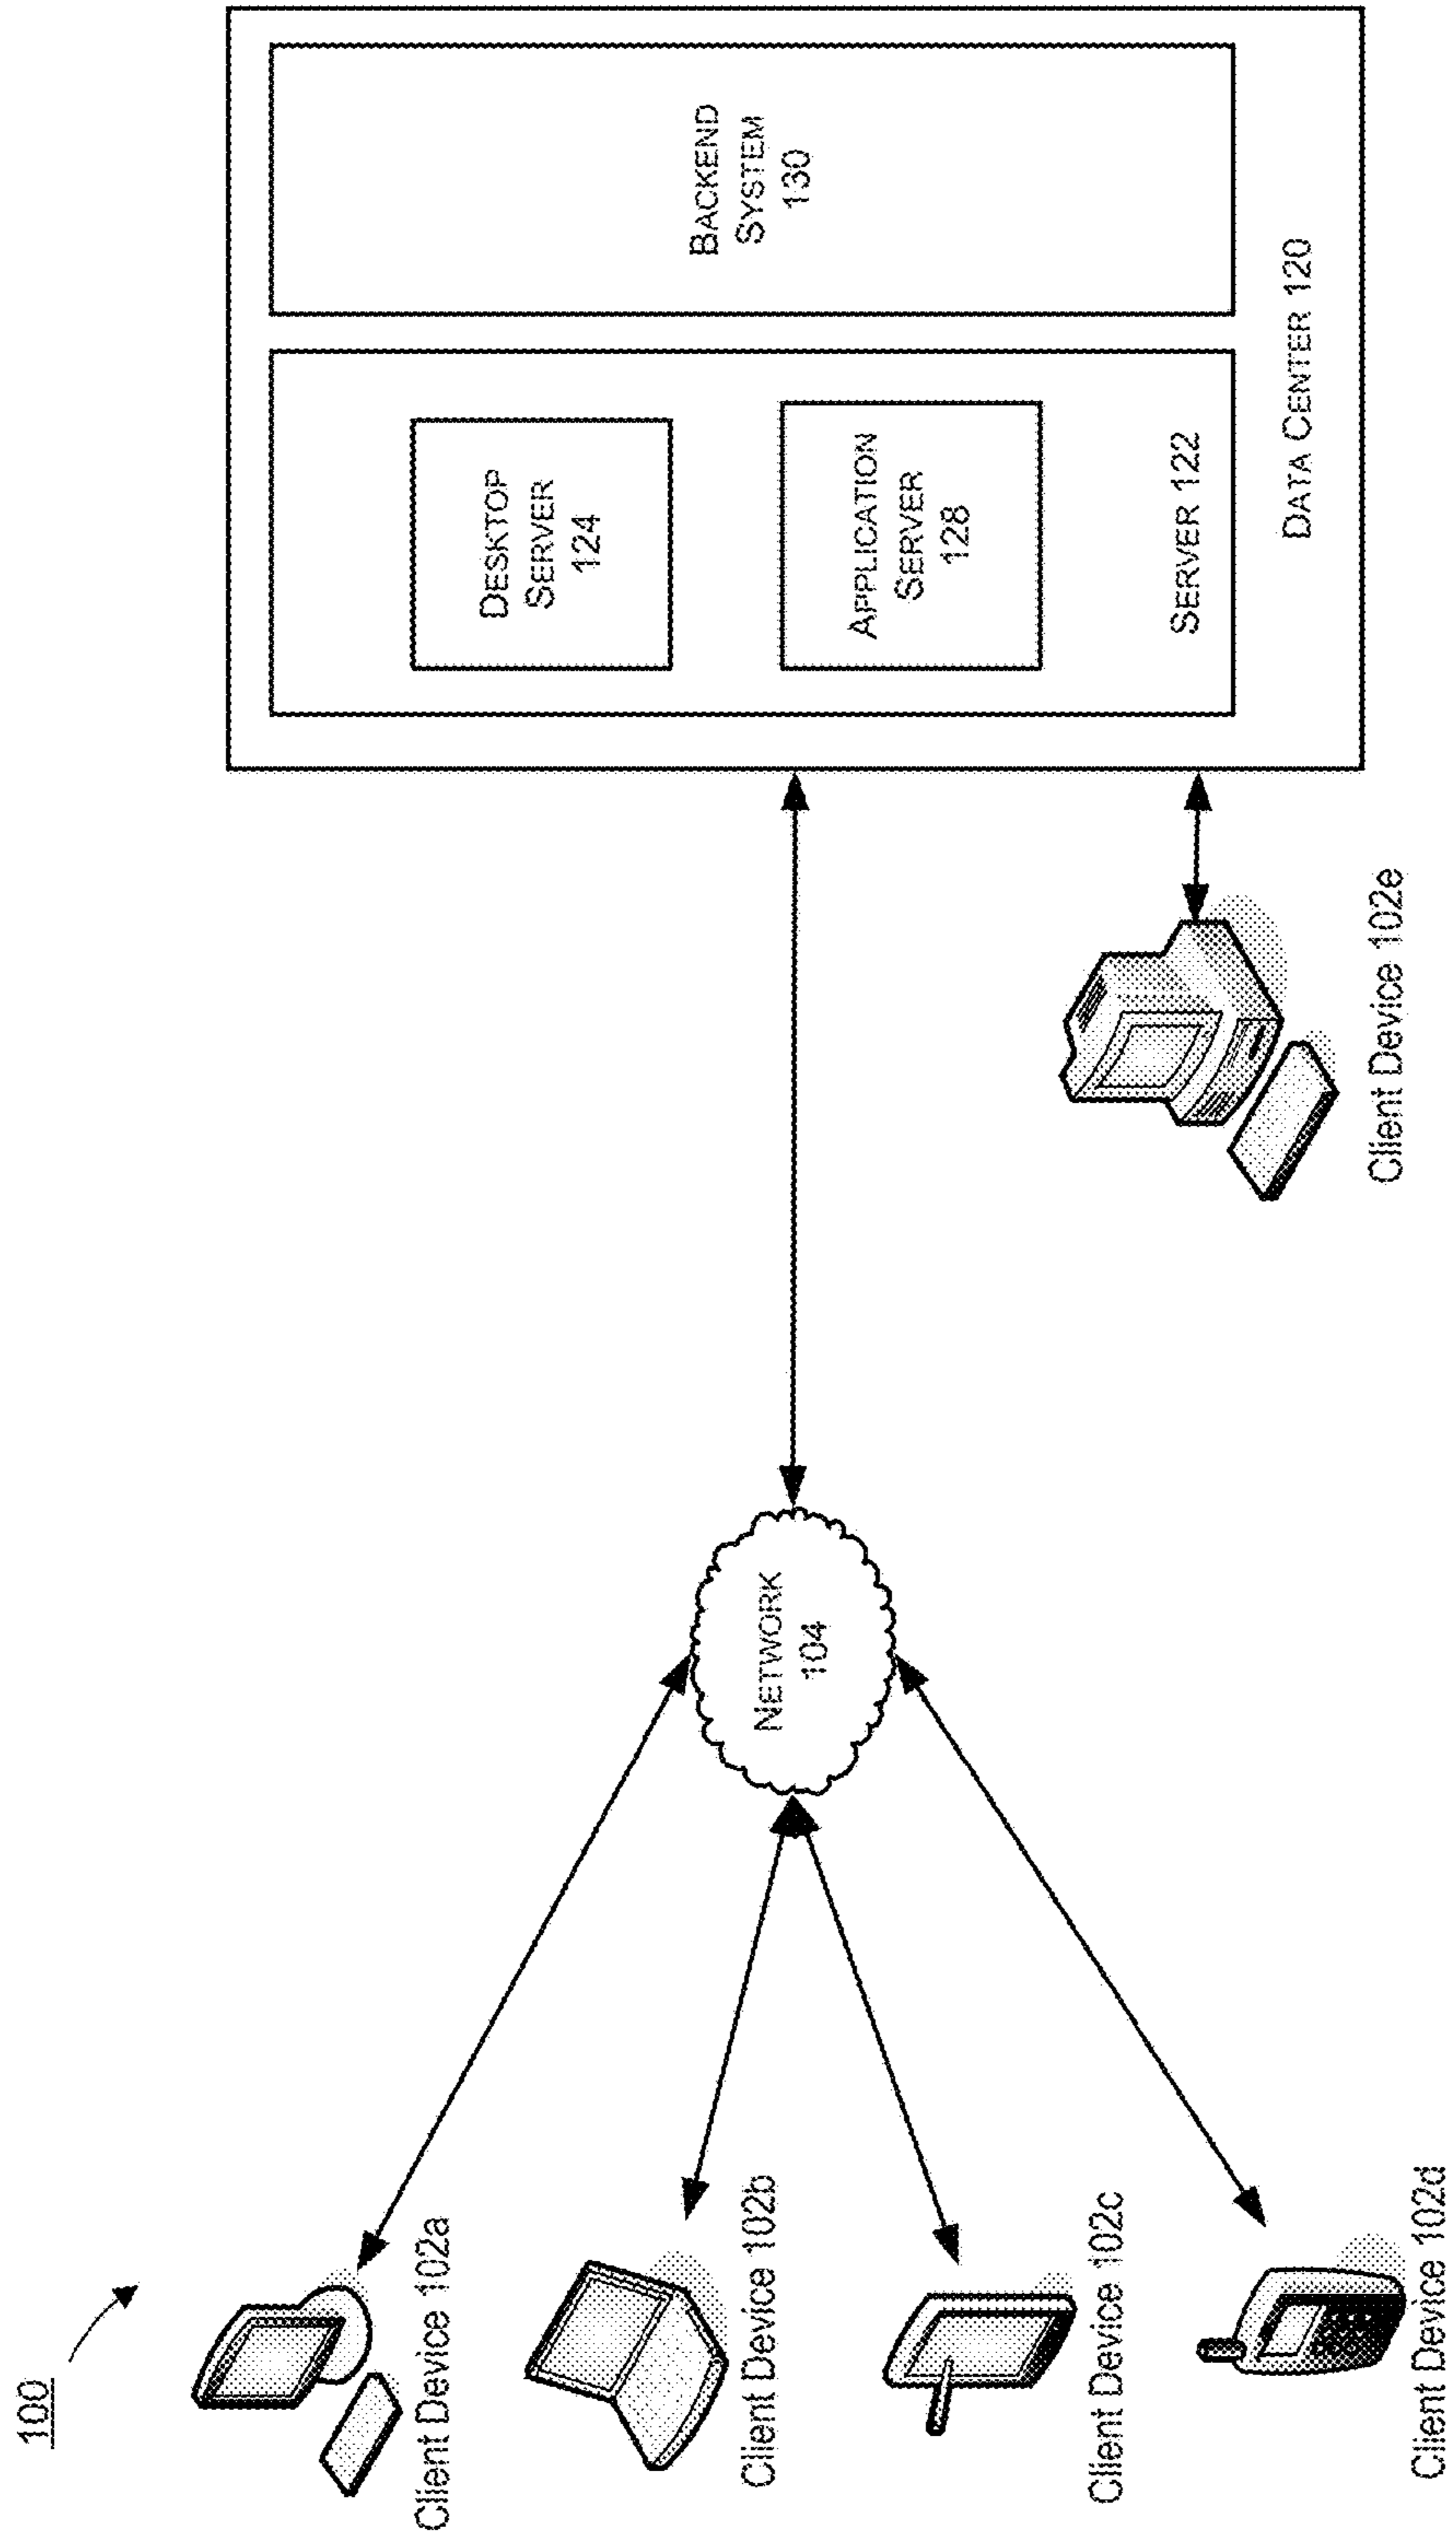 100
Client Device 102a
Client Device 102b
Client Device 102c
Client Device 102d
NETWORK
104
Client Device 102e
DESKTOP
SERVER
124
APPLICATION
SERVER
128
SERVER 122
BACKEND
SYSTEM
130
DATA CENTER 120